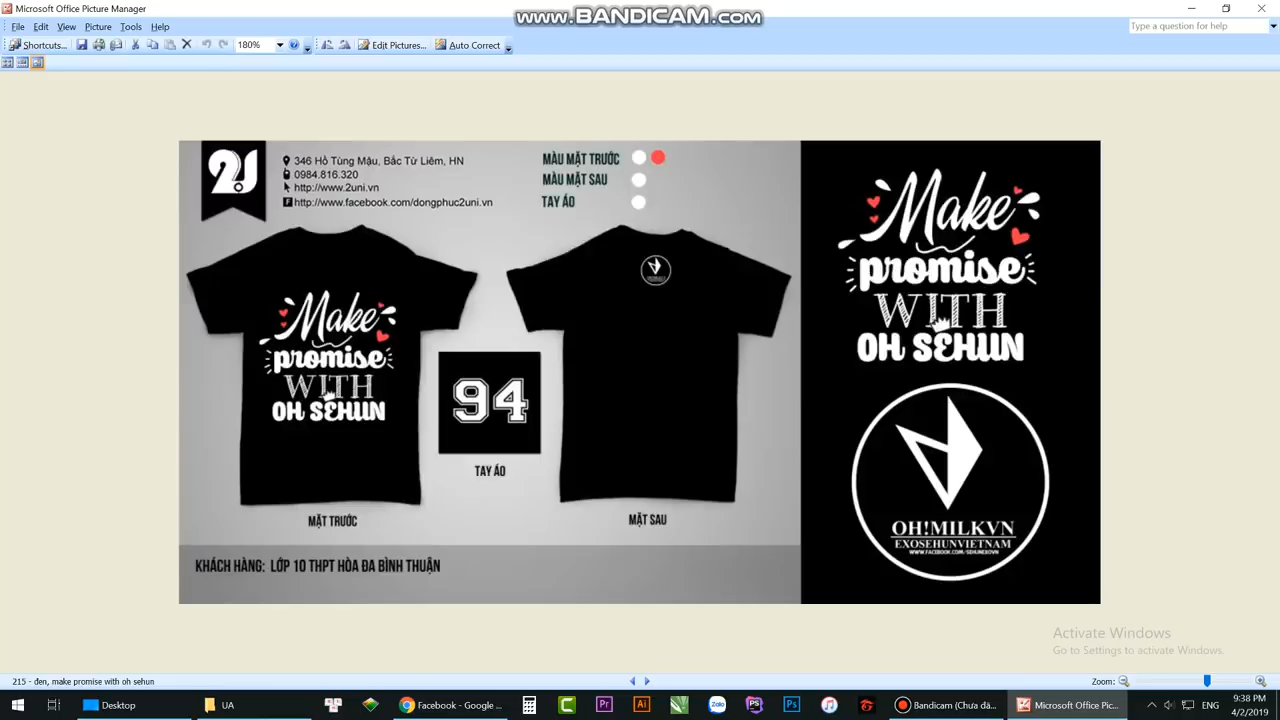 Microsoft Office Picture Manager
www.BANDICAM.com
File Edit View Picture Tools Help
Type a question for help
Shortcuts... 180% Edit Pictures... Auto Correct
2U
346 Hồ Tùng Mậu, Bắc Từ Liêm, HN
0984.816.320
http://www.2uni.vn
http://www.facebook.com/dongphuc2uni.vn
MÀU MẶT TRƯỚC
MÀU MẶT SAU
TAY ÁO
Make
promise
WITH
OH SEHUN
94
TAY ÁO
MẶT TRƯỚC
MẶT SAU
KHÁCH HÀNG: LỚP 10 THPT HÒA ĐA BÌNH THUẬN
Make
promise
WITH
OH SEHUN
OH!MILKVN
EXOSEHUNVIETNAM
WWW.FACEBOOK.COM/SEHUNEXOVN
Activate Windows
Go to Settings to activate Windows.
215 - đen, make promise with oh sehun
Zoom:
Desktop
UA
Facebook - Google ...
Bandicam (Chưa đă...
Microsoft Office Pic...
ENG
9:38 PM
4/2/2019